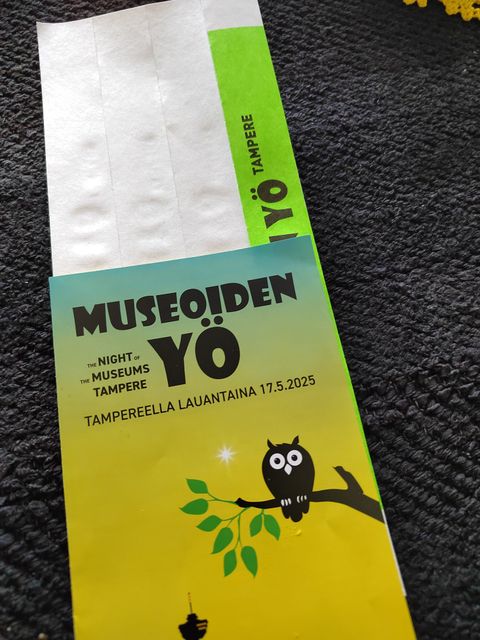 YÖ TAMPERE
MUSEOIDEN
YÖ
THE NIGHT OF
THE MUSEUMS
TAMPERE
TAMPEREELLA LAUANTAINA 17.5.2025